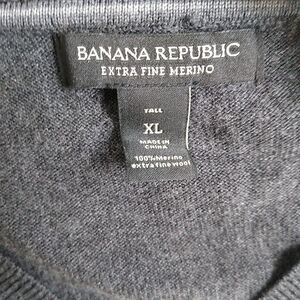 BANANA REPUBLIC
EXTRA FINE MERINO
TALL
XL
MADE IN
CHINA
100%Merino
extrafine wool